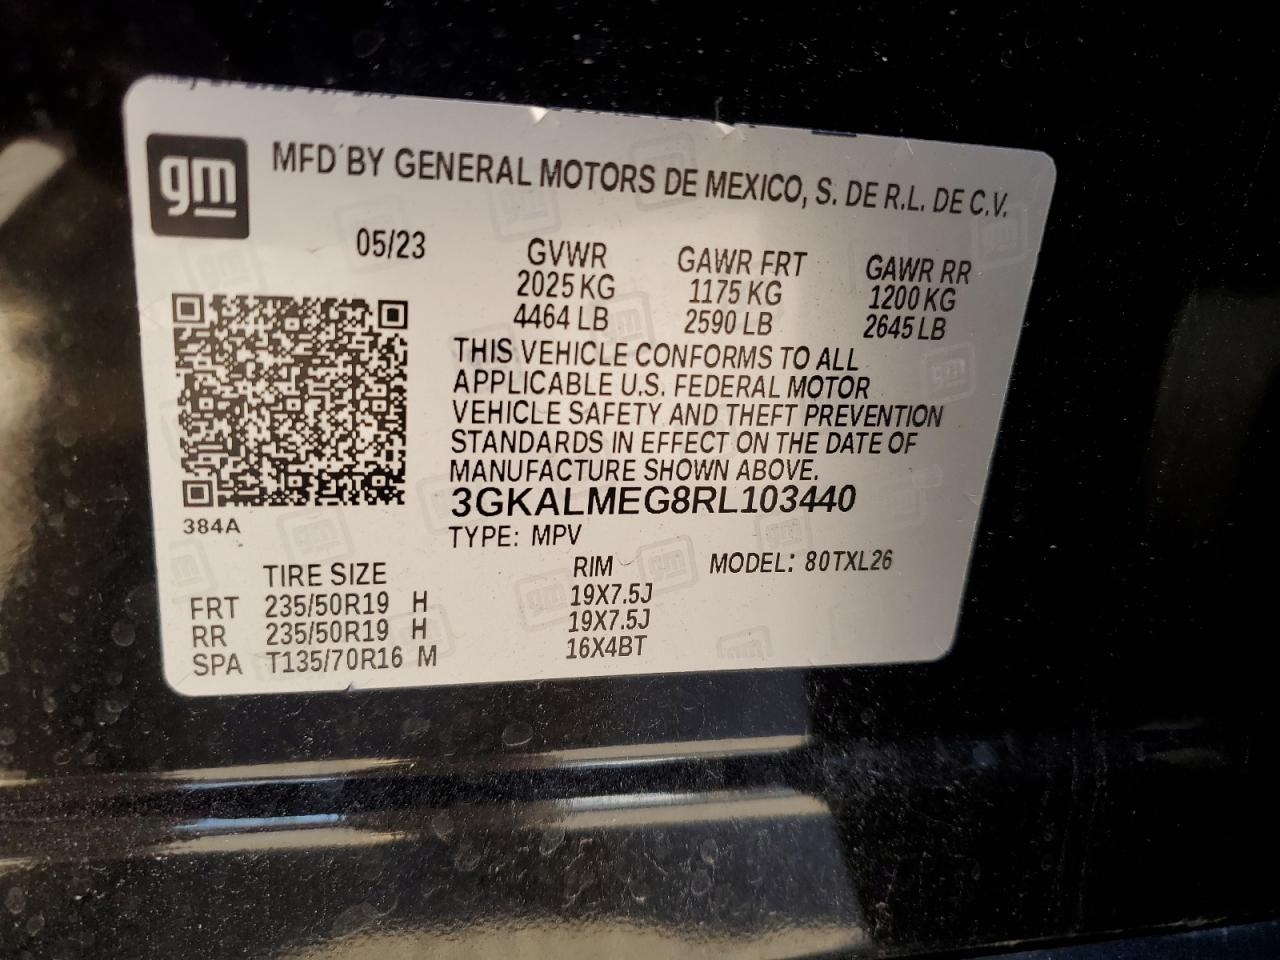 gm
MFD BY GENERAL MOTORS DE MEXICO, S. DE R.L. DE C.V.
05/23
GVWR GAWR FRT GAWR RR
2025 KG 1175 KG 1200 KG
4464 LB 2590 LB 2645 LB
THIS VEHICLE CONFORMS TO ALL
APPLICABLE U.S. FEDERAL MOTOR
VEHICLE SAFETY AND THEFT PREVENTION
STANDARDS IN EFFECT ON THE DATE OF
MANUFACTURE SHOWN ABOVE.
3GKALMEG8RL103440
384A
TYPE: MPV
TIRE SIZE RIM MODEL: 80TXL26
FRT 235/50R19 H 19X7.5J
RR 235/50R19 H 19X7.5J
SPA T135/70R16 M 16X4BT